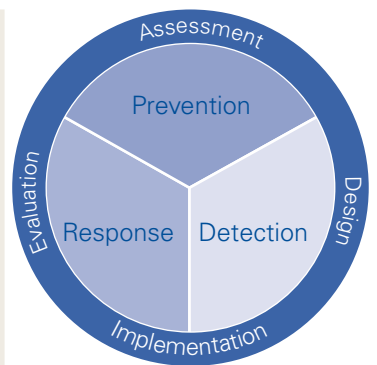 Assessment
Prevention
Evaluation
Response
Detection
Design
Implementation